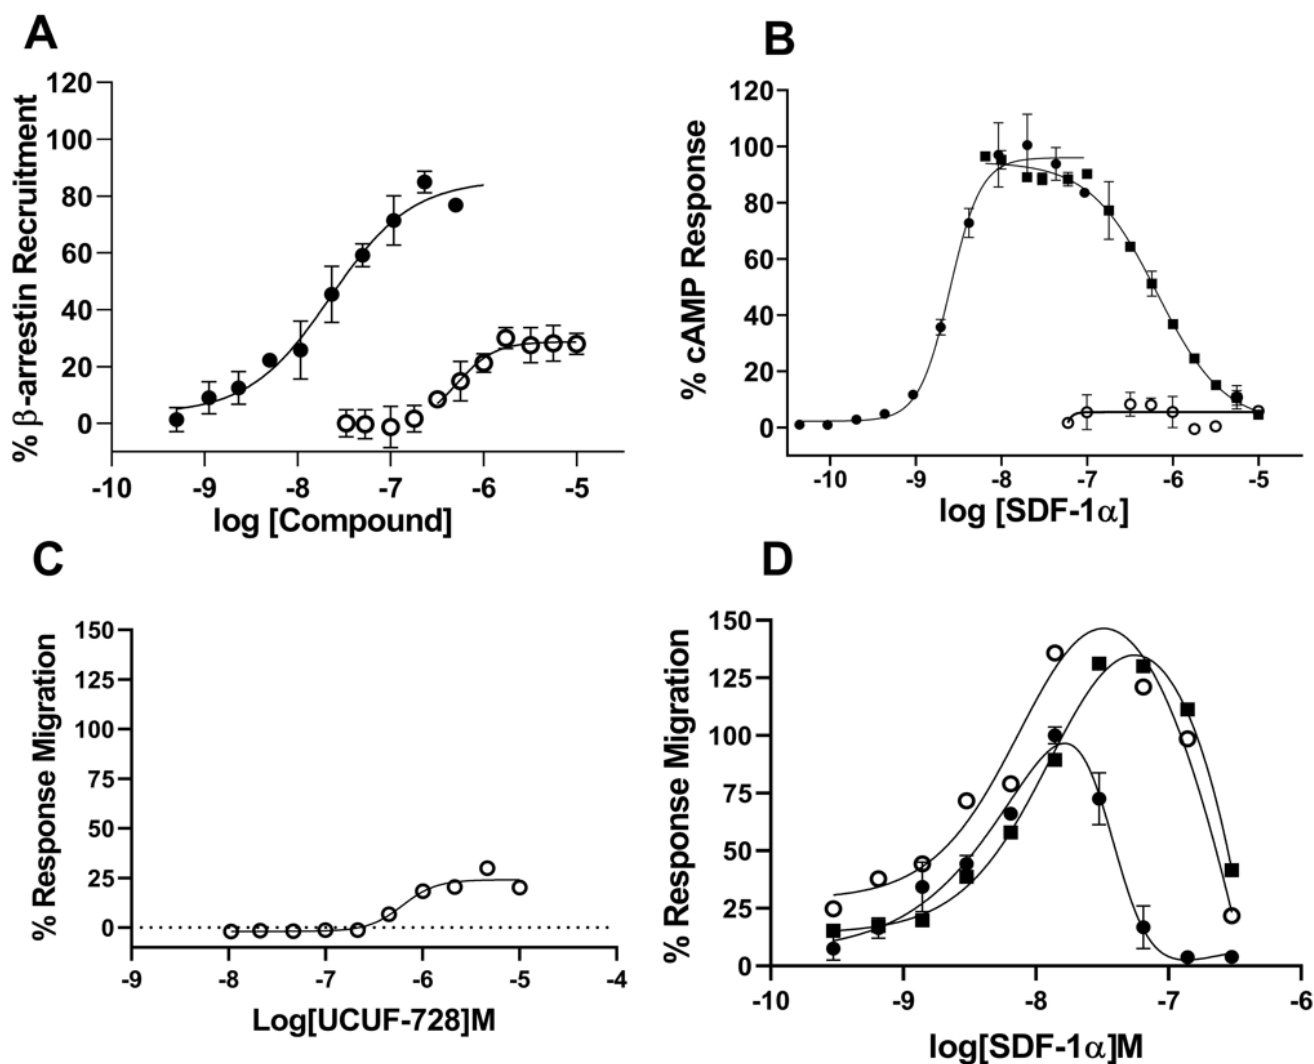 A
% β-arrestin Recruitment
120
100
80
60
40
20
0
-10 -9 -8 -7 -6 -5
log [Compound]
B
% cAMP Response
120
100
80
60
40
20
0
-10 -9 -8 -7 -6 -5
log [SDF-1α]
C
% Response Migration
150
125
100
75
50
25
0
-9 -8 -7 -6 -5 -4
Log[UCUF-728]M
D
% Response Migration
150
125
100
75
50
25
0
-10 -9 -8 -7 -6
log[SDF-1α]M